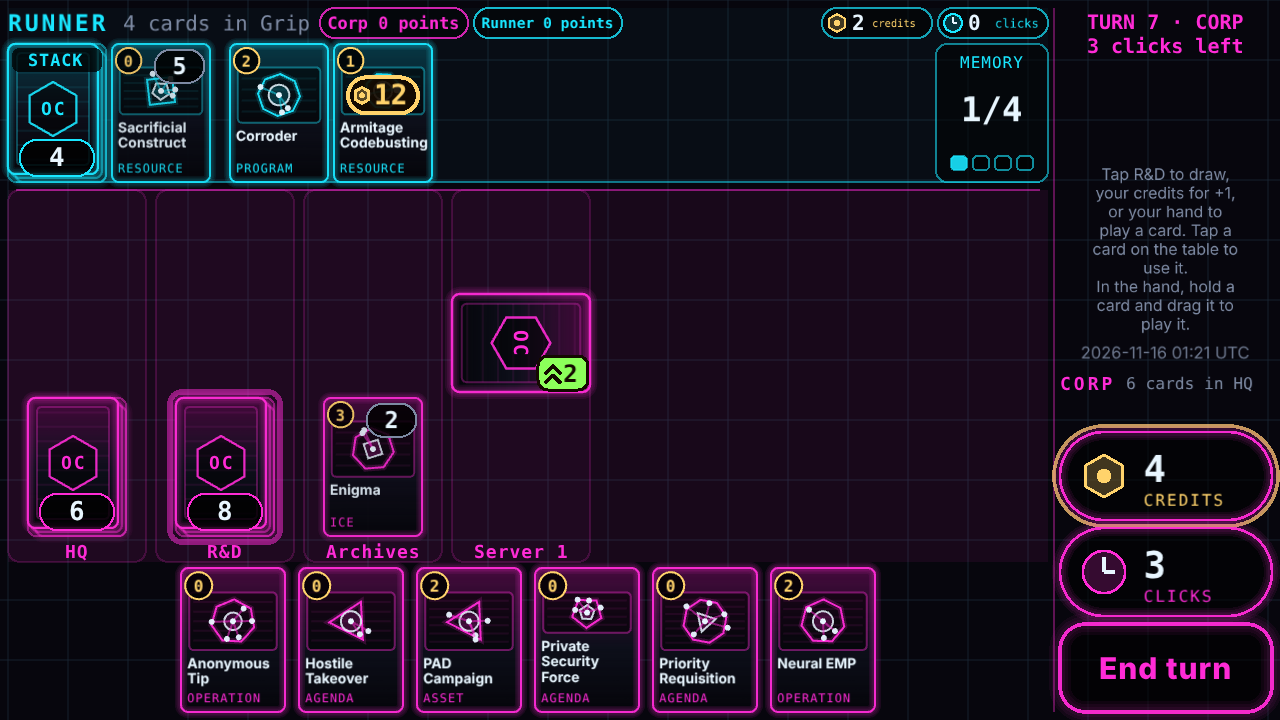 RUNNER 4 cards in Grip Corp 0 points Runner 0 points 2 credits 0 clicks
TURN 7 · CORP
3 clicks left
STACK
OC
4
0
5
Sacrificial
Construct
RESOURCE
2
Corroder
PROGRAM
1
12
Armitage
Codebusting
RESOURCE
MEMORY
1/4
Tap R&D to draw,
your credits for +1,
or your hand to
play a card. Tap a
card on the table to
use it.
In the hand, hold a
card and drag it to
play it.
2026-11-16 01:21 UTC
CORP 6 cards in HQ
OC
2
OC
6
HQ
OC
8
R&D
3
2
Enigma
ICE
Archives
Server 1
4
CREDITS
3
CLICKS
End turn
0
Anonymous
Tip
OPERATION
0
Hostile
Takeover
AGENDA
2
PAD
Campaign
ASSET
0
Private
Security
Force
AGENDA
0
Priority
Requisition
AGENDA
2
Neural EMP
OPERATION